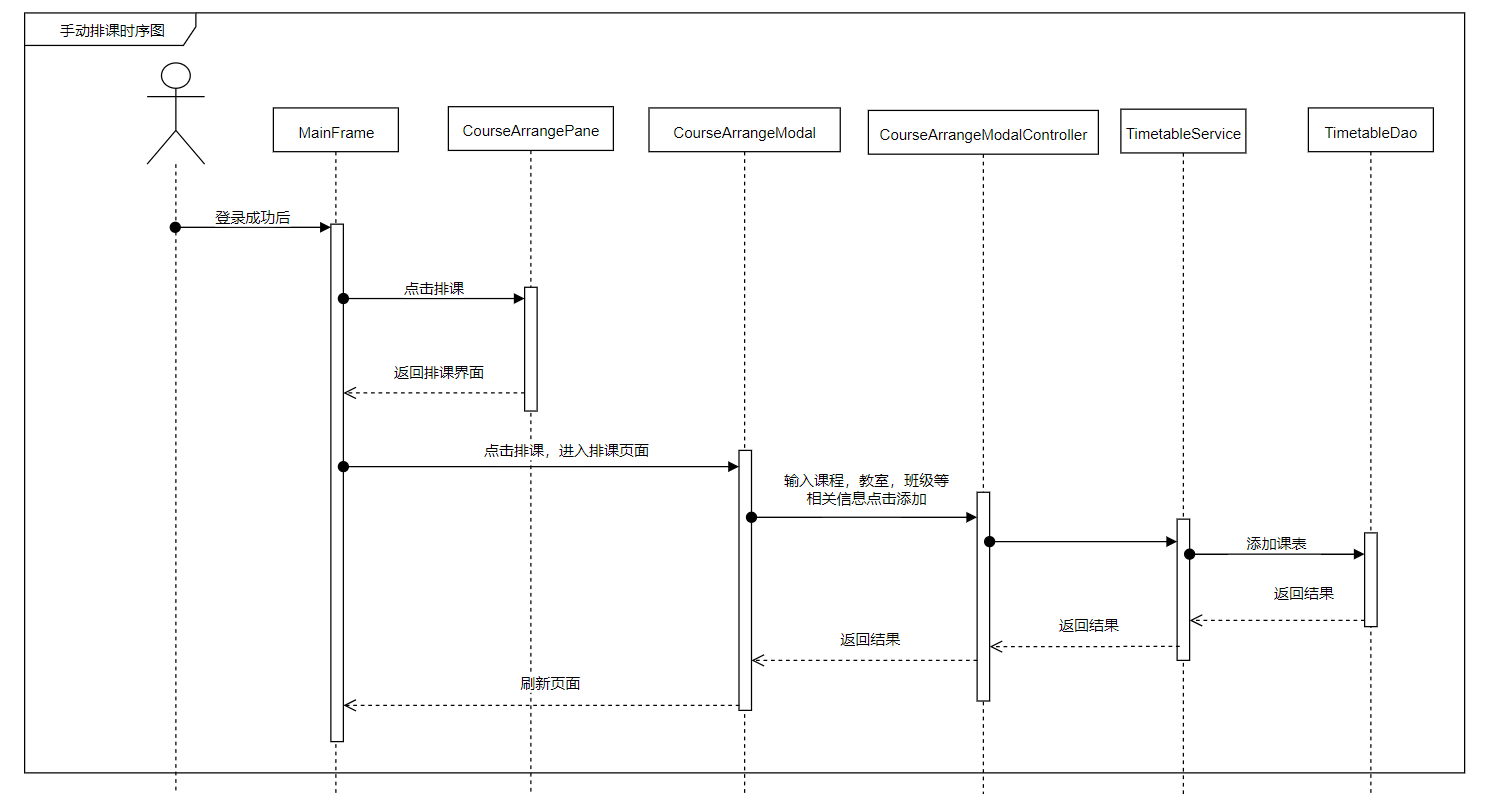 手动排课时序图
MainFrame
CourseArrangePane
CourseArrangeModal
CourseArrangeModalController
TimetableService
TimetableDao
登录成功后
点击排课
返回排课界面
点击排课，进入排课页面
输入课程，教室，班级等
相关信息点击添加
添加课表
返回结果
返回结果
返回结果
刷新页面